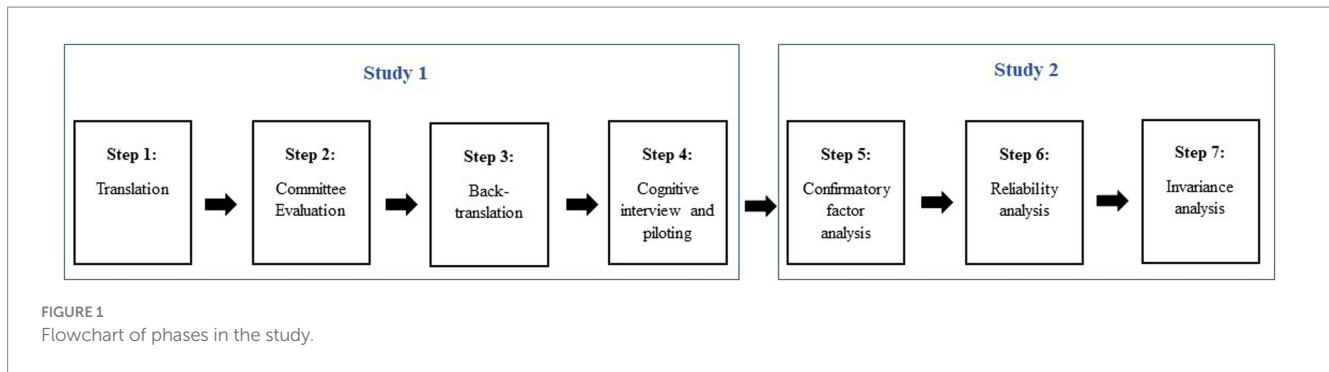 Study 1
Step 1:
Translation
Step 2:
Committee
Evaluation
Step 3:
Back-
translation
Step 4:
Cognitive
interview and
piloting
Study 2
Step 5:
Confirmatory
factor
analysis
Step 6:
Reliability
analysis
Step 7:
Invariance
analysis
FIGURE 1
Flowchart of phases in the study.